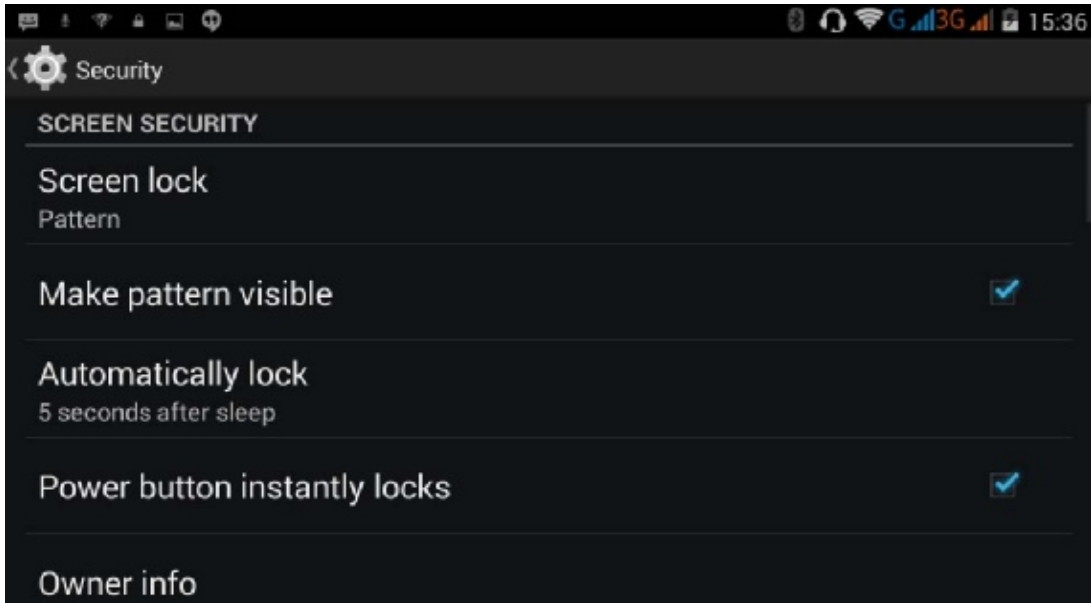 G 3G 15:36
Security
SCREEN SECURITY
Screen lock
Pattern
Make pattern visible
Automatically lock
5 seconds after sleep
Power button instantly locks
Owner info